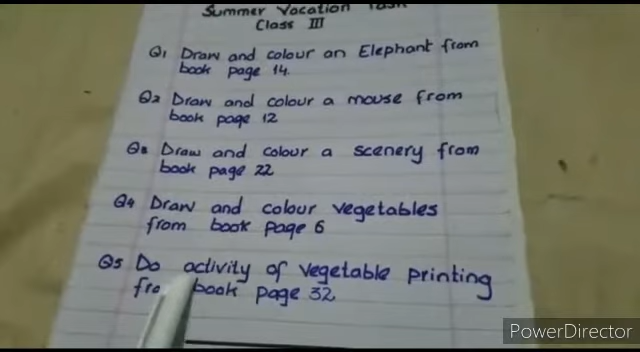 Summer Vacation Task
Class III
Q1 Draw and colour an Elephant from
book page 14.
Q2 Draw and colour a mouse from
book page 12
Q3 Draw and colour a scenery from
book page 22
Q4 Draw and colour vegetables
from book page 6
Q5 Do activity of vegetable printing
book page 32
PowerDirector